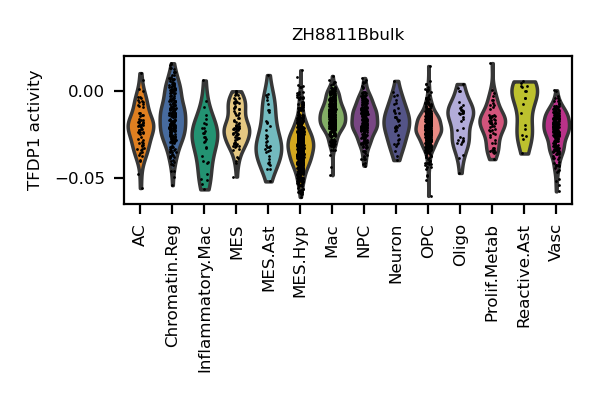 ZH8811Bbulk
TFDP1 activity
0.00
−0.05
AC
Chromatin.Reg
Inflammatory.Mac
MES
MES.Ast
MES.Hyp
Mac
NPC
Neuron
OPC
Oligo
Prolif.Metab
Reactive.Ast
Vasc